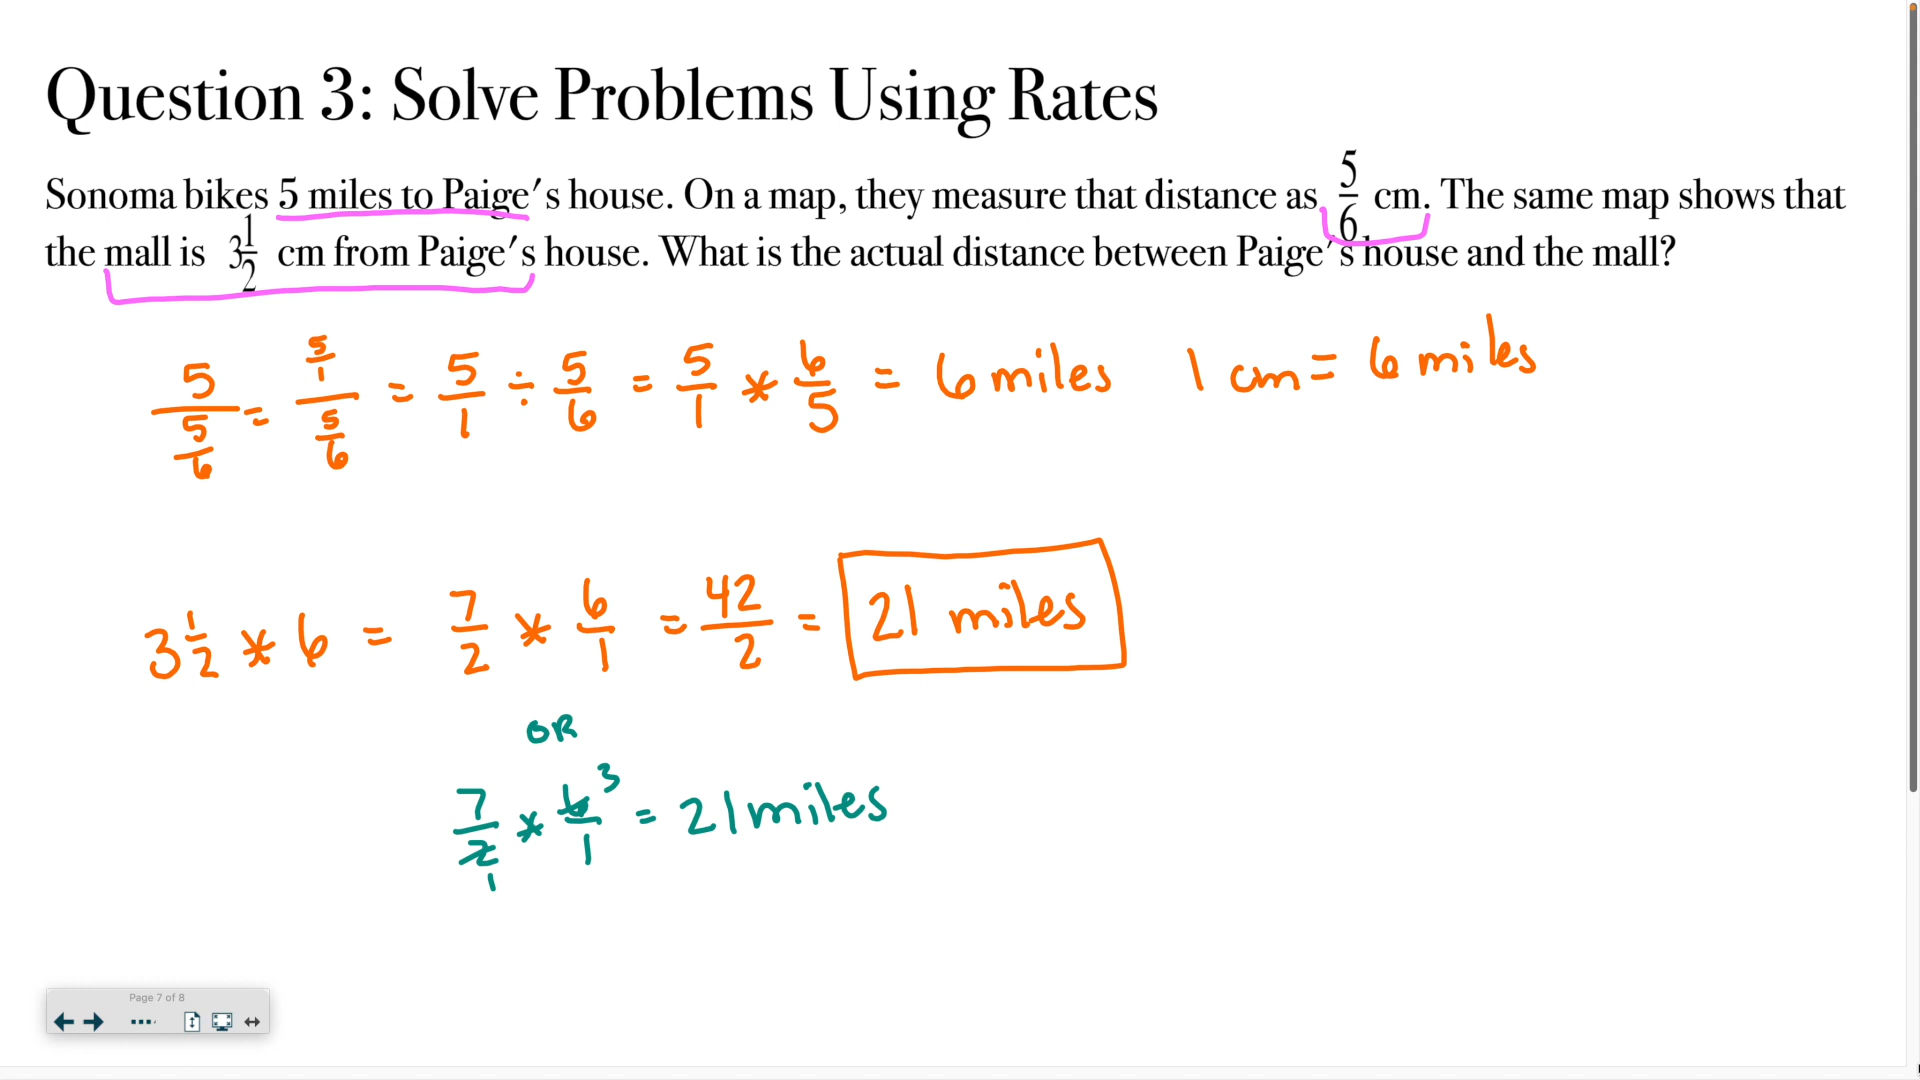 Question 3: Solve Problems Using Rates
Sonoma bikes 5 miles to Paige's house. On a map, they measure that distance as 5/6 cm. The same map shows that
the mall is 3 1/2 cm from Paige's house. What is the actual distance between Paige's house and the mall?
5/(5/6) = (5/1)/(5/6) = 5/1 ÷ 5/6 = 5/1 * 6/5 = 6 miles 1 cm = 6 miles
3 1/2 * 6 = 7/2 * 6/1 = 42/2 = 21 miles
OR
7/2 1 * 6/1 3 = 21 miles
Page 7 of 8